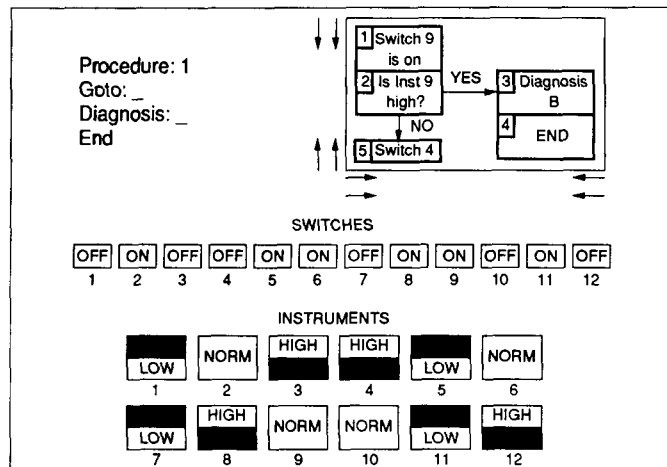 Procedure: 1
Goto: _
Diagnosis: _
End
1 Switch 9
is on
2 Is Inst 9
high?
YES
3 Diagnosis
B
4 END
NO
5 Switch 4
SWITCHES
OFF ON OFF OFF ON ON OFF ON ON OFF ON OFF
1 2 3 4 5 6 7 8 9 10 11 12
INSTRUMENTS
LOW NORM HIGH HIGH LOW NORM
1 2 3 4 5 6
LOW HIGH NORM NORM LOW HIGH
7 8 9 10 11 12